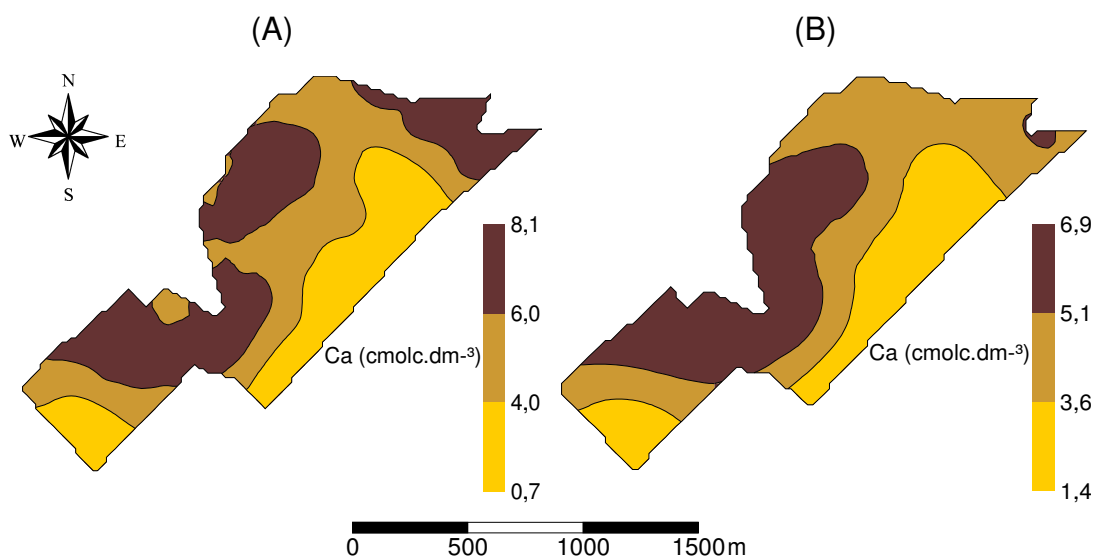 (A)
(B)
N
W
E
S
8,1
6,0
Ca (cmolc.dm-³)
4,0
0,7
6,9
5,1
Ca (cmolc.dm-³)
3,6
1,4
0 500 1000 1500 m